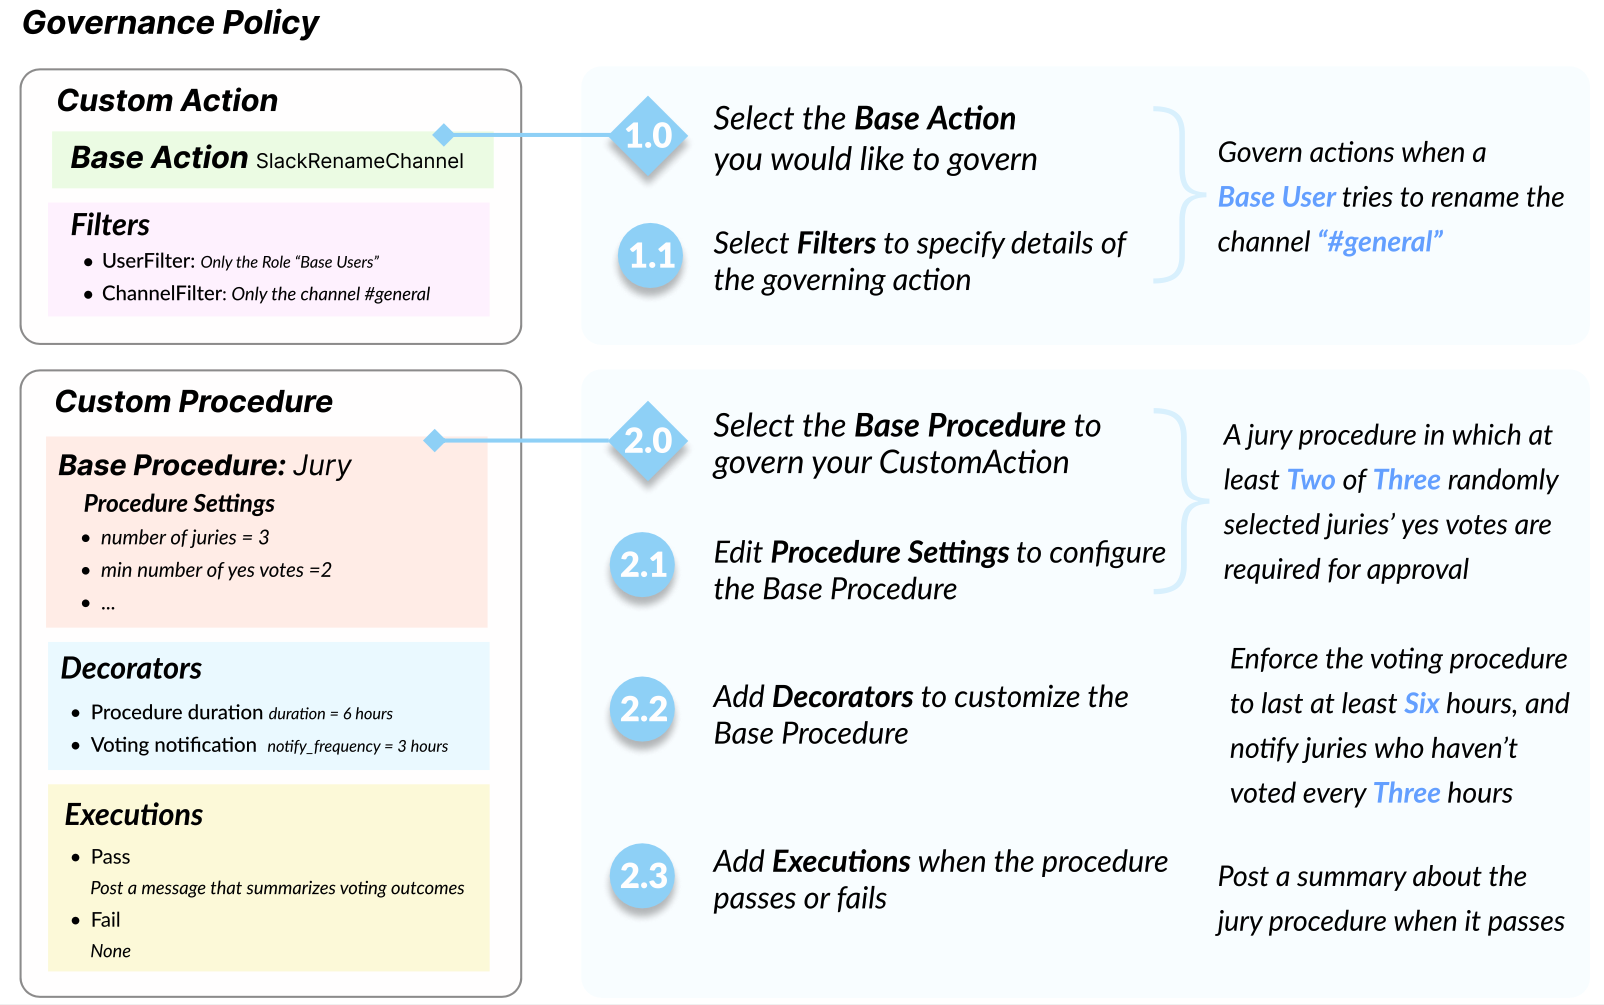 Governance Policy
Custom Action
Base Action SlackRenameChannel
Filters
• UserFilter: Only the Role “Base Users”
• ChannelFilter: Only the channel #general
1.0
Select the Base Action
you would like to govern
1.1
Select Filters to specify details of
the governing action
Govern actions when a
Base User tries to rename the
channel “#general”
Custom Procedure
Base Procedure: Jury
Procedure Settings
• number of juries = 3
• min number of yes votes =2
• ...
Decorators
• Procedure duration duration = 6 hours
• Voting notification notify_frequency = 3 hours
Executions
• Pass
Post a message that summarizes voting outcomes
• Fail
None
2.0
Select the Base Procedure to
govern your CustomAction
2.1
Edit Procedure Settings to configure
the Base Procedure
A jury procedure in which at
least Two of Three randomly
selected juries’ yes votes are
required for approval
2.2
Add Decorators to customize the
Base Procedure
Enforce the voting procedure
to last at least Six hours, and
notify juries who haven’t
voted every Three hours
2.3
Add Executions when the procedure
passes or fails
Post a summary about the
jury procedure when it passes